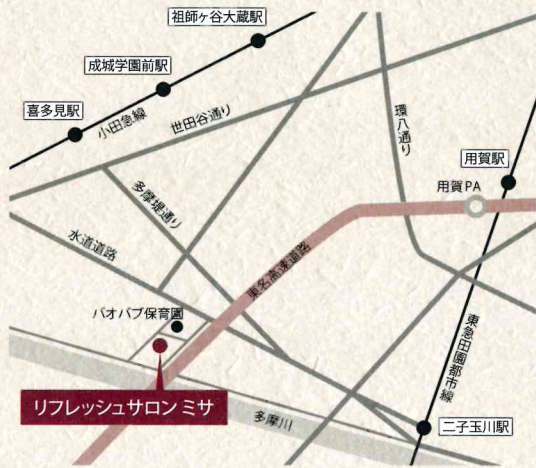 祖師ヶ谷大蔵駅
成城学園前駅
喜多見駅
小田急線
世田谷通り
環八通り
用賀駅
用賀PA
多摩堤通り
水道道路
東名高速道路
バオバブ保育園
東急田園都市線
リフレッシュサロン ミサ
多摩川
二子玉川駅